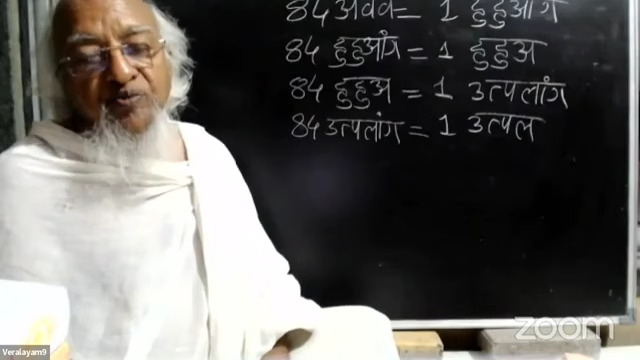 84 अवव = 1 हुहुआंग
84 हुहुआंग = 1 हुहुअ
84 हुहुअ = 1 उत्पलांग
84 उत्पलांग = 1 उत्पल
zoom
Veralayam9